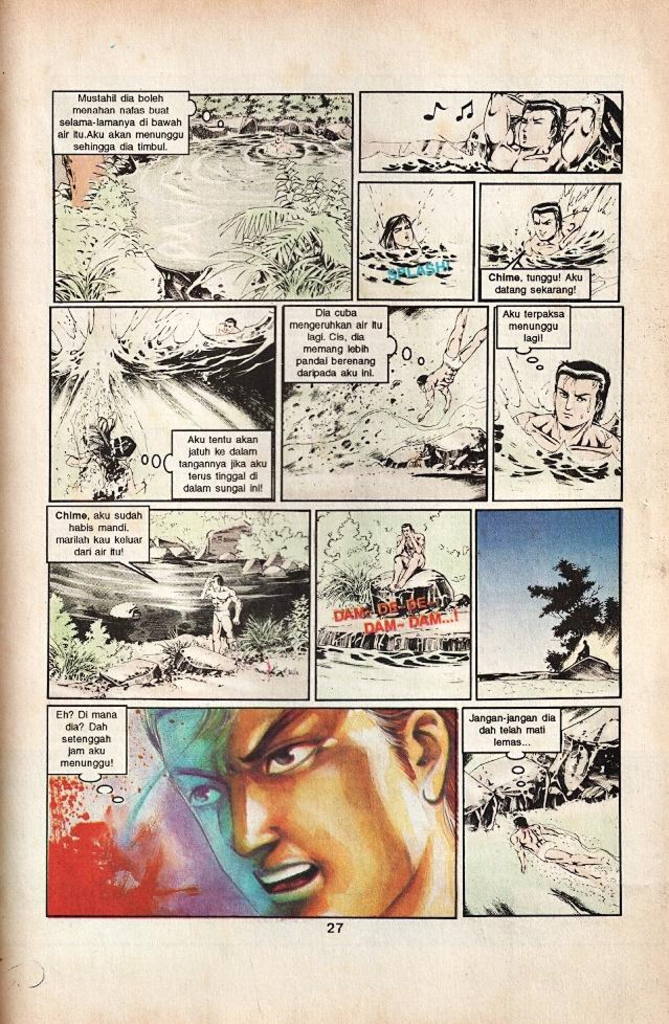 Mustahil dia boleh
menahan nafas buat
selama-lamanya di bawah
air itu.Aku akan menunggu
sehingga dia timbul.
SPLASH!
Chime, tunggu! Aku
datang sekarang!
Aku tentu akan
jatuh ke dalam
tangannya jika aku
terus tinggal di
dalam sungai ini!
Dia cuba
mengeruhkan air itu
lagi. Cis, dia
memang lebih
pandai berenang
daripada aku ini.
Aku terpaksa
menunggu
lagi!
Chime, aku sudah
habis mandi,
marilah kau keluar
dari air itu!
DAM~ DE-BE...
DAM~ DAM...!
Eh? Di mana
dia? Dah
setenggah
jam aku
menunggu!
Jangan-jangan dia
dah telah mati
lemas...
27